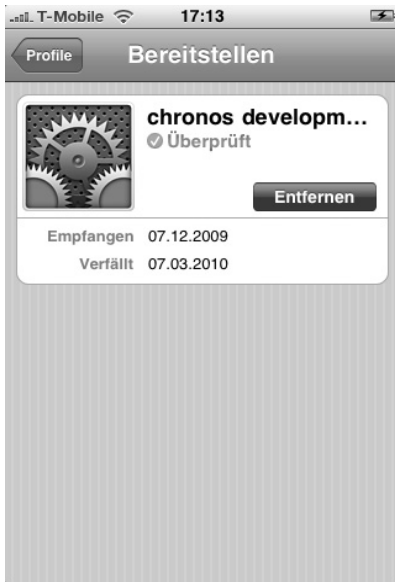 T-Mobile 17:13
Profile Bereitstellen
chronos developm...
Überprüft
Entfernen
Empfangen 07.12.2009
Verfällt 07.03.2010